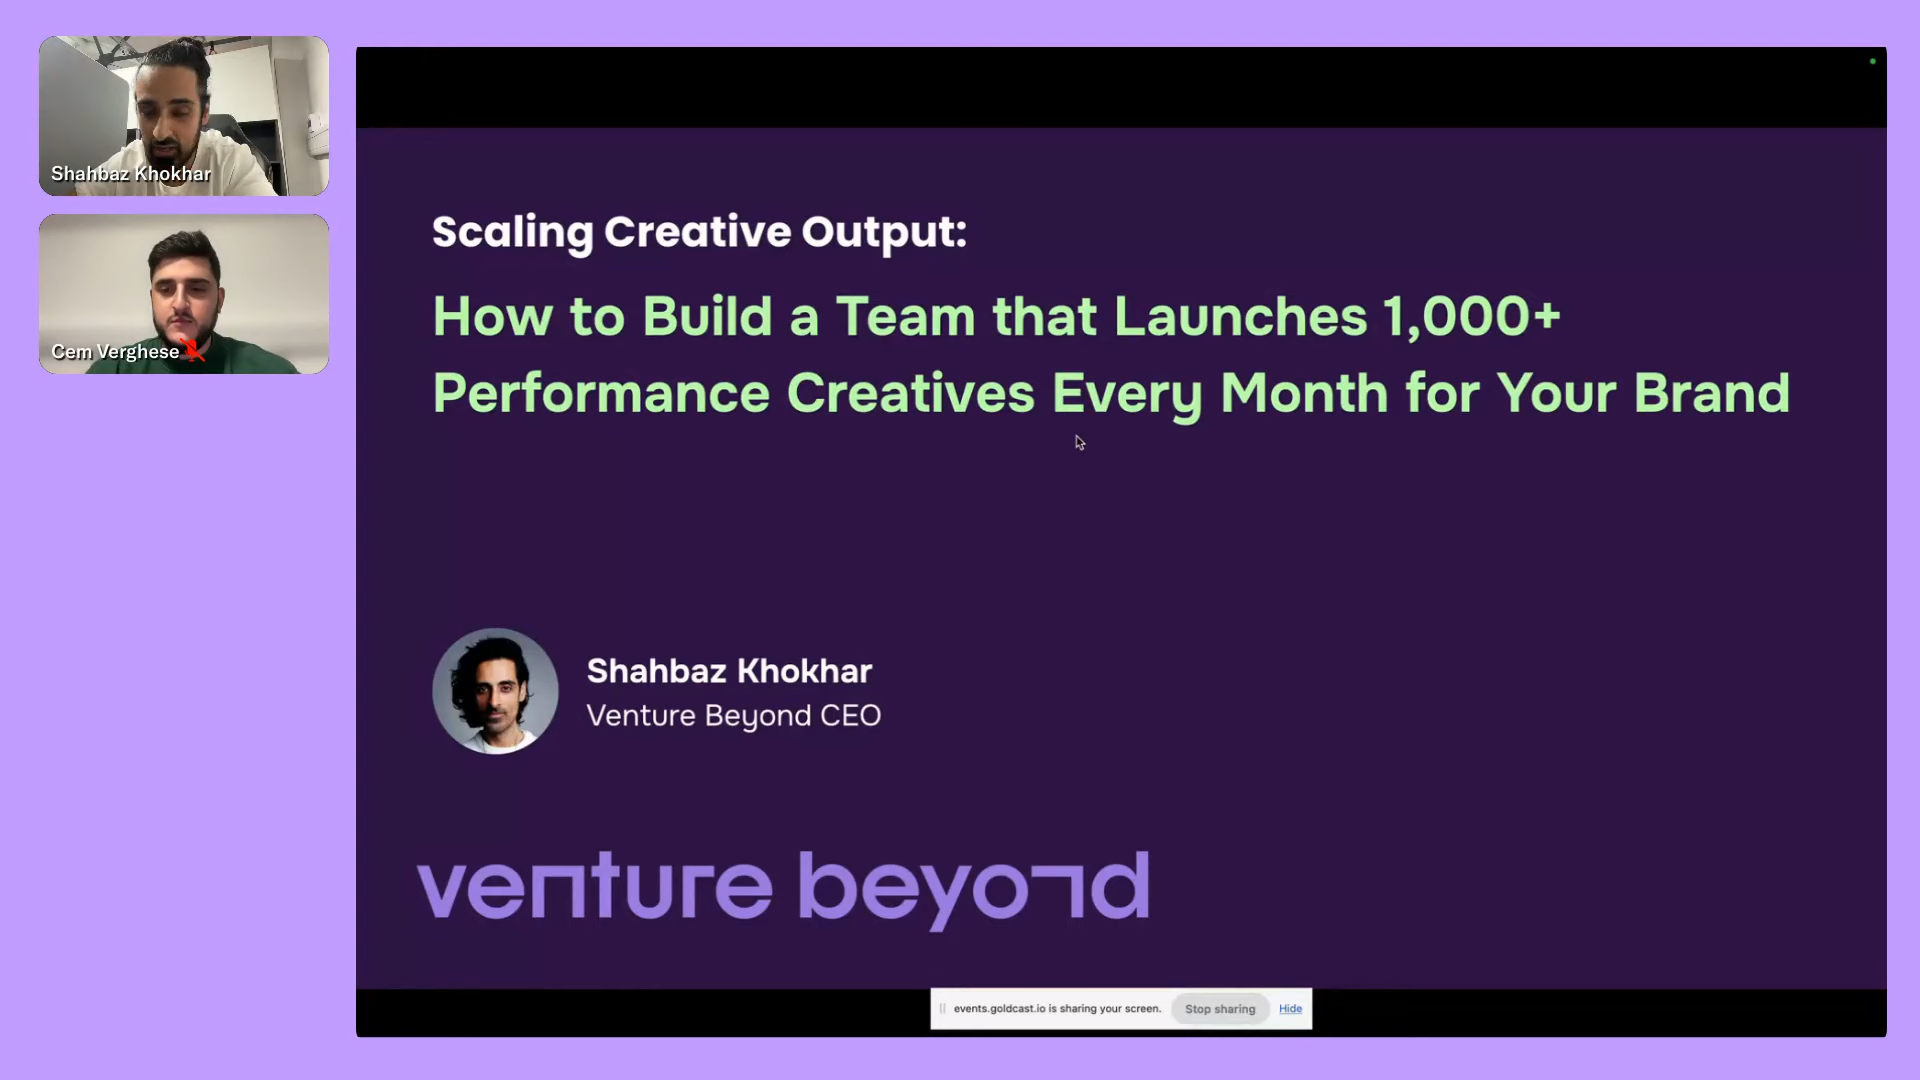 Shahbaz Khokhar
Cem Verghese
Scaling Creative Output:
How to Build a Team that Launches 1,000+
Performance Creatives Every Month for Your Brand
Shahbaz Khokhar
Venture Beyond CEO
venture beyond
events.goldcast.io is sharing your screen. Stop sharing Hide